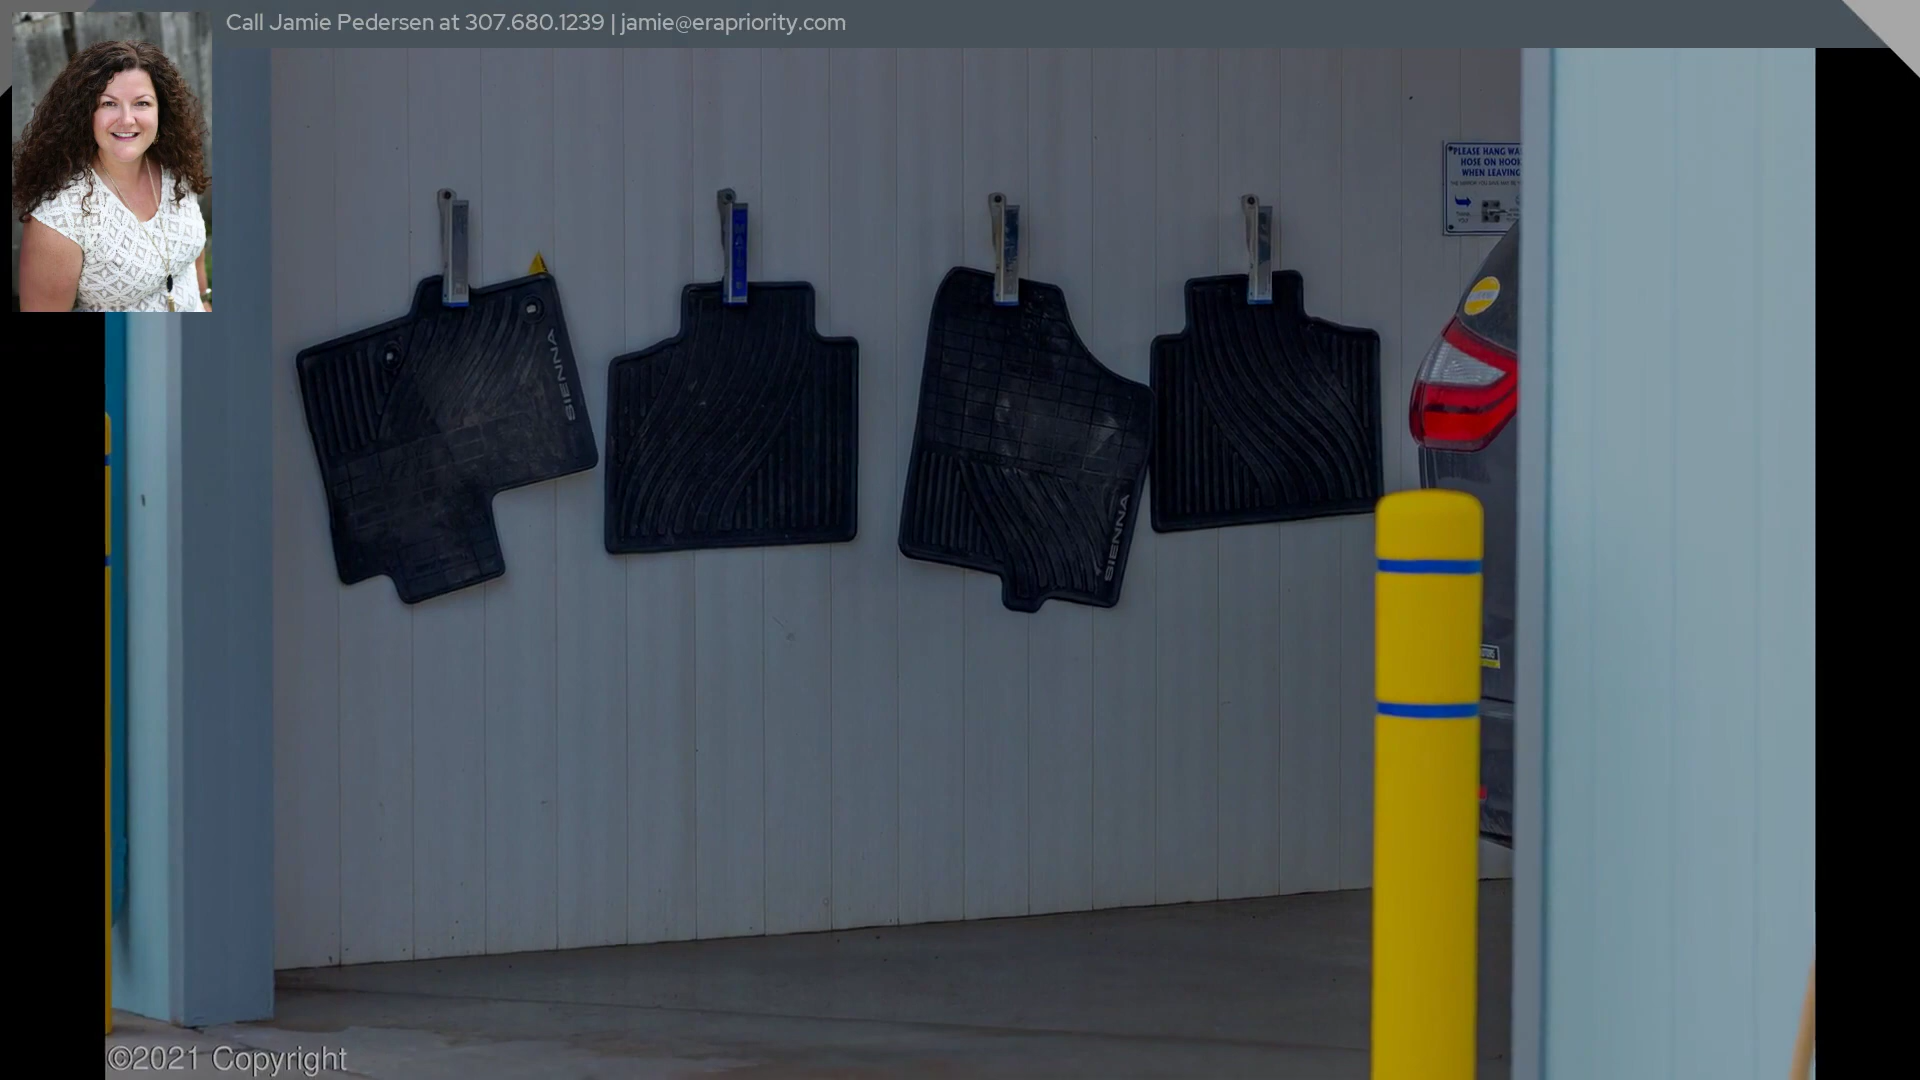 Call Jamie Pedersen at 307.680.1239 | jamie@erapriority.com
PLEASE HANG
HOSE ON HOOK
WHEN LEAVING
SIENNA
SIENNA
©2021 Copyright